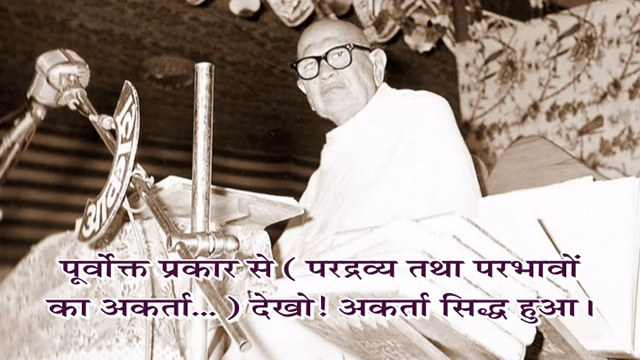 पूर्वोक्त प्रकार से ( परद्रव्य तथा परभावों
का अकर्ता... ) देखो! अकर्ता सिद्ध हुआ।